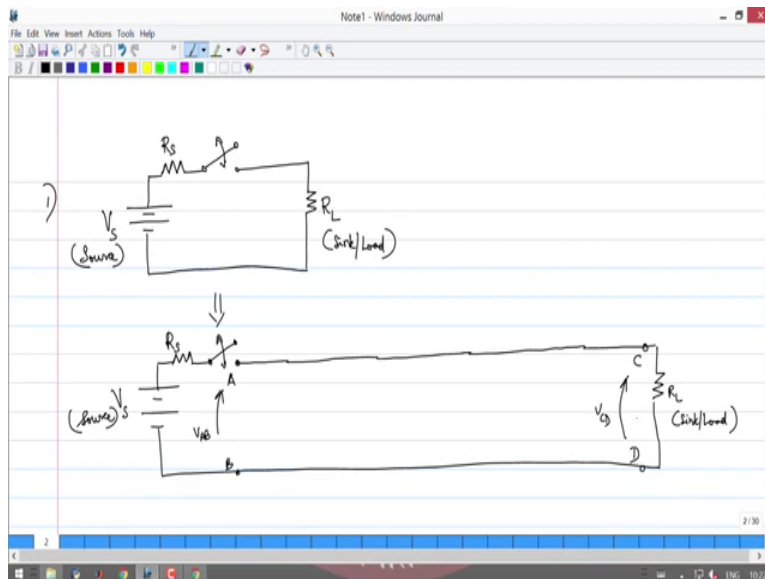 Note1 - Windows Journal
File Edit View Insert Actions Tools Help
B I
Rs
1)
Vs
(Source)
RL
(Sink/Load)
Rs
A
C
Vs
(Source)
VAB
VCD
RL
(Sink/Load)
B
D
2/30
2
ENG